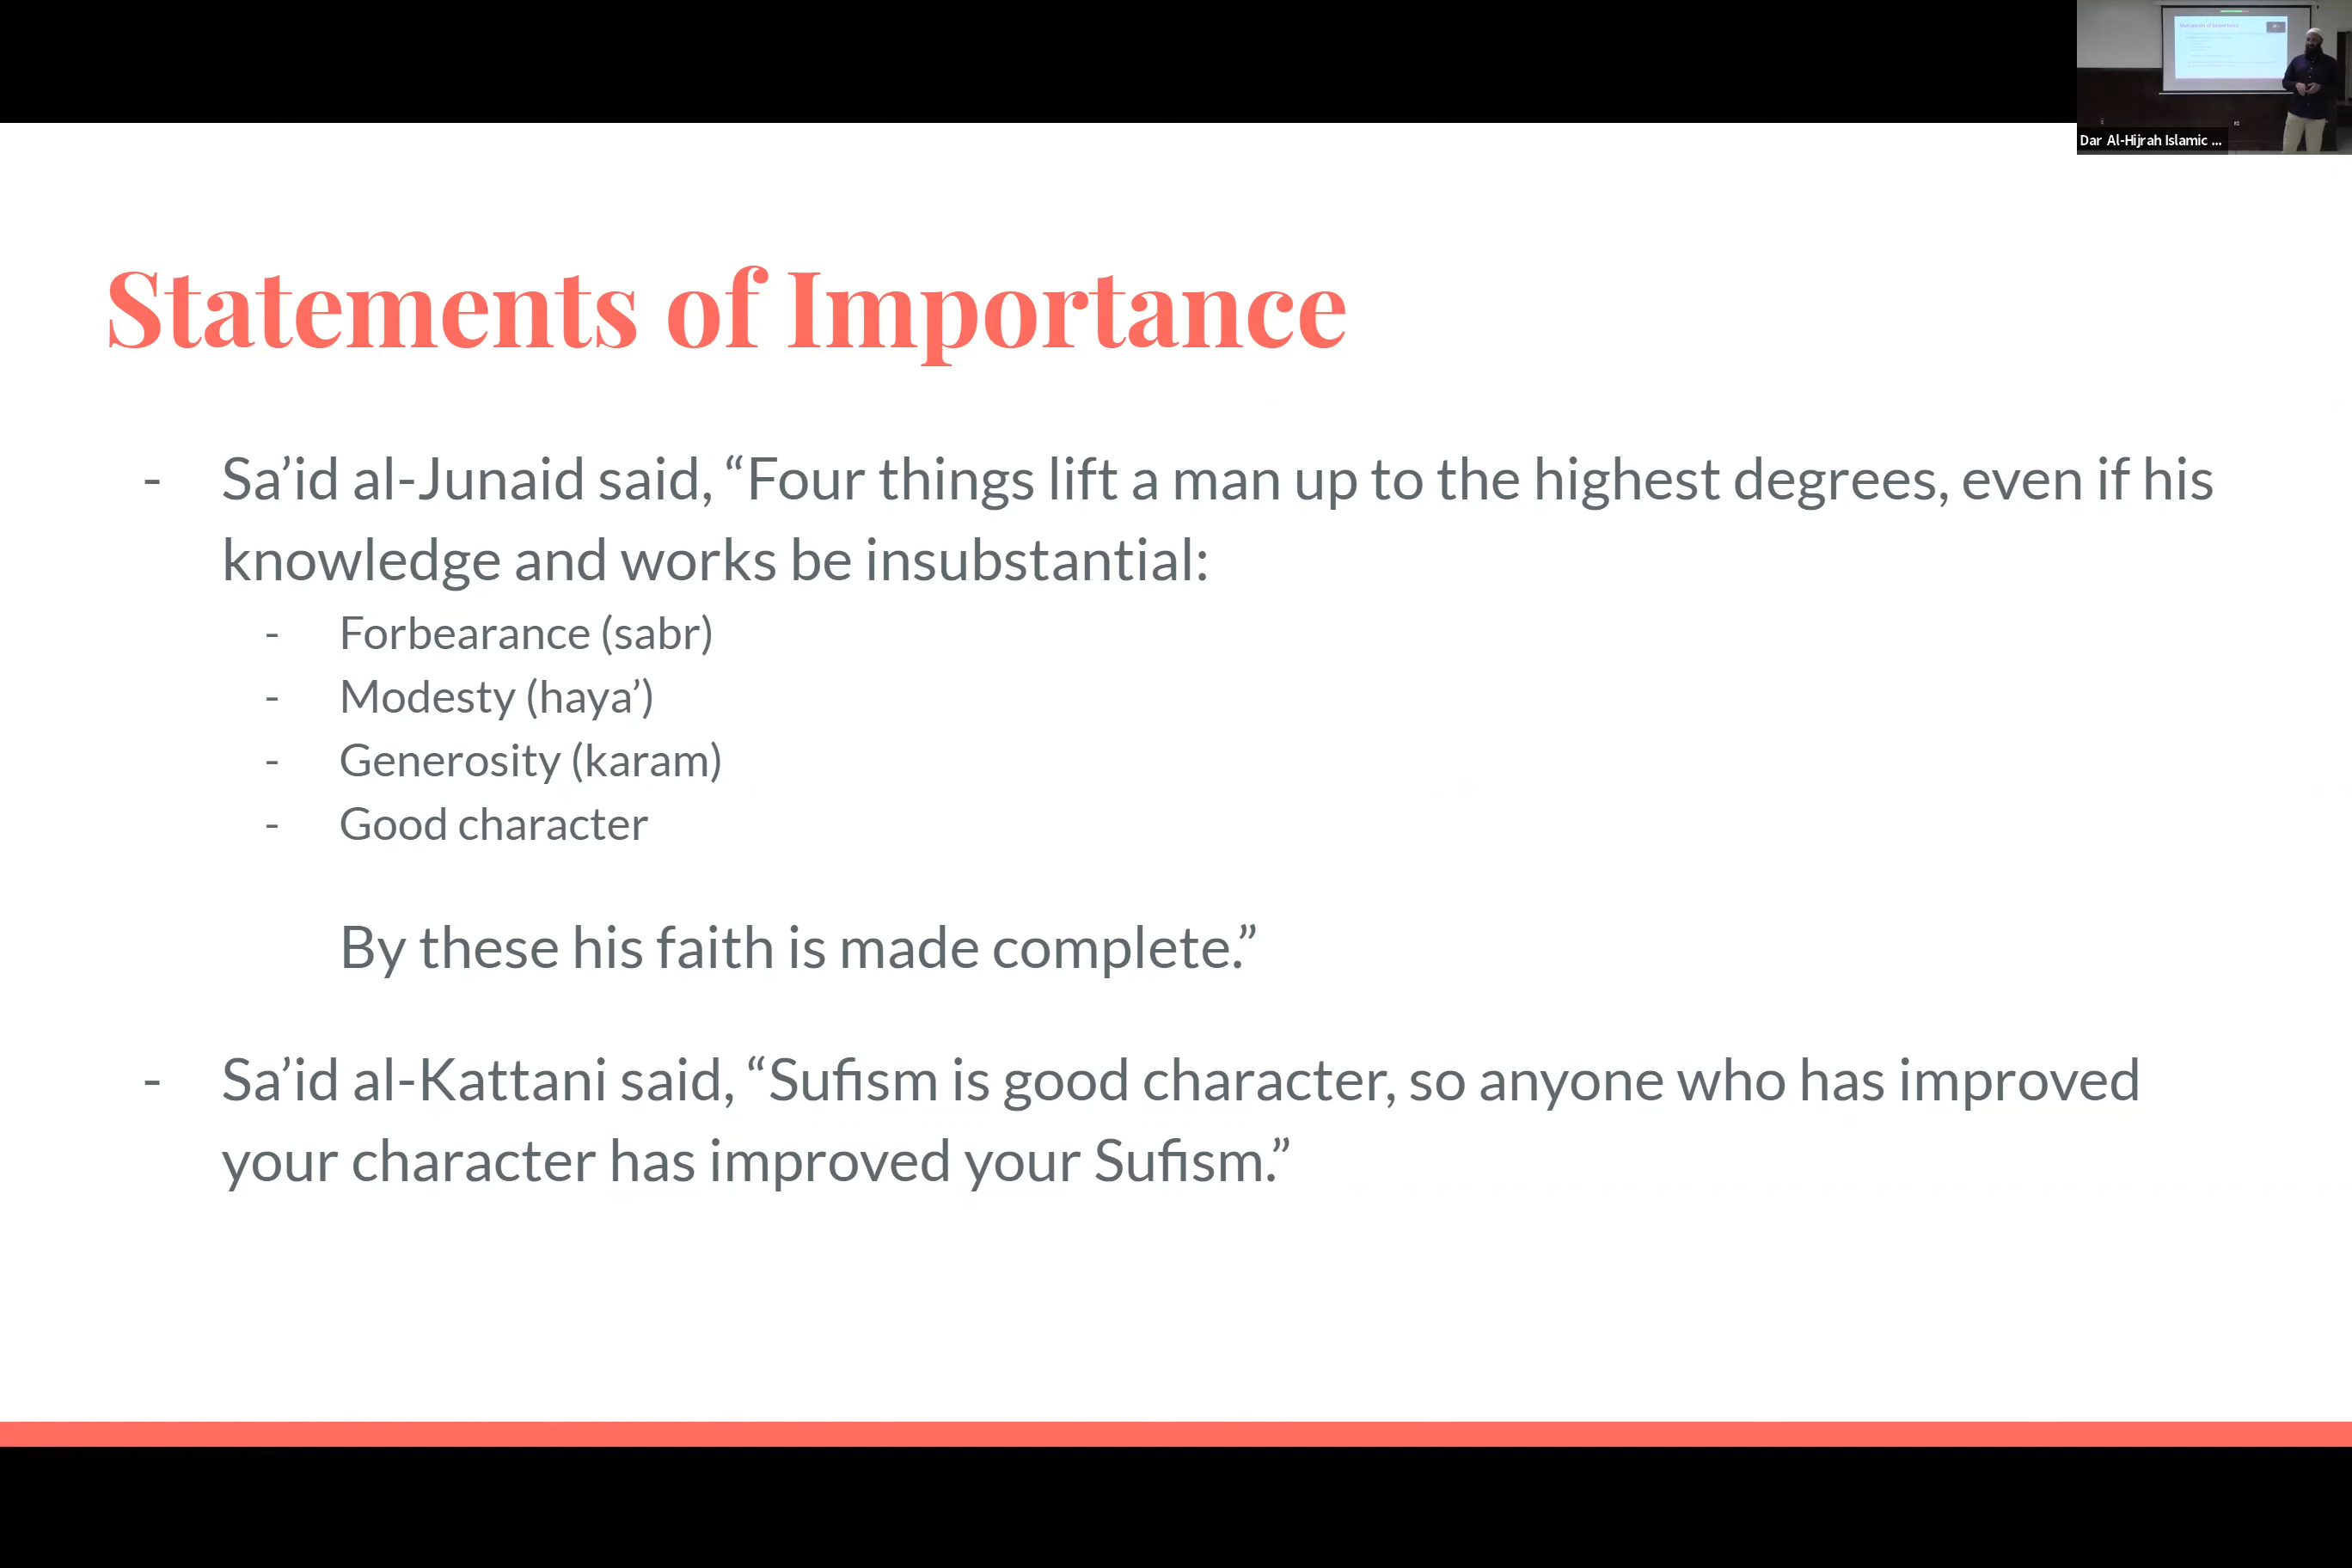 Dar Al-Hijrah Islamic ...
Statements of Importance
- Sa’id al-Junaid said, “Four things lift a man up to the highest degrees, even if his
knowledge and works be insubstantial:
- Forbearance (sabr)
- Modesty (haya’)
- Generosity (karam)
- Good character
By these his faith is made complete.”
- Sa’id al-Kattani said, “Sufism is good character, so anyone who has improved
your character has improved your Sufism.”